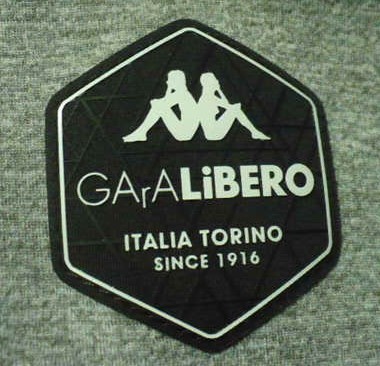 GArALiBERO
ITALIA TORINO
SINCE 1916